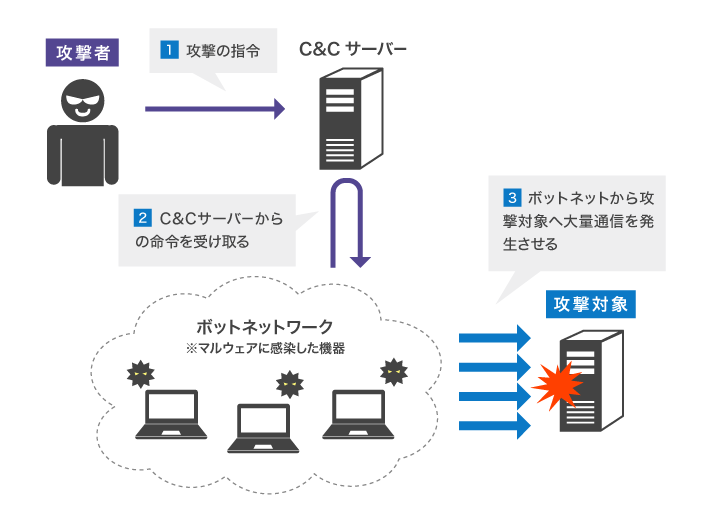 攻撃者
1 攻撃の指令
C&C サーバー
2 C&Cサーバーから
の命令を受け取る
3 ボットネットから攻
撃対象へ大量通信を発
生させる
攻撃対象
ボットネットワーク
※マルウェアに感染した機器